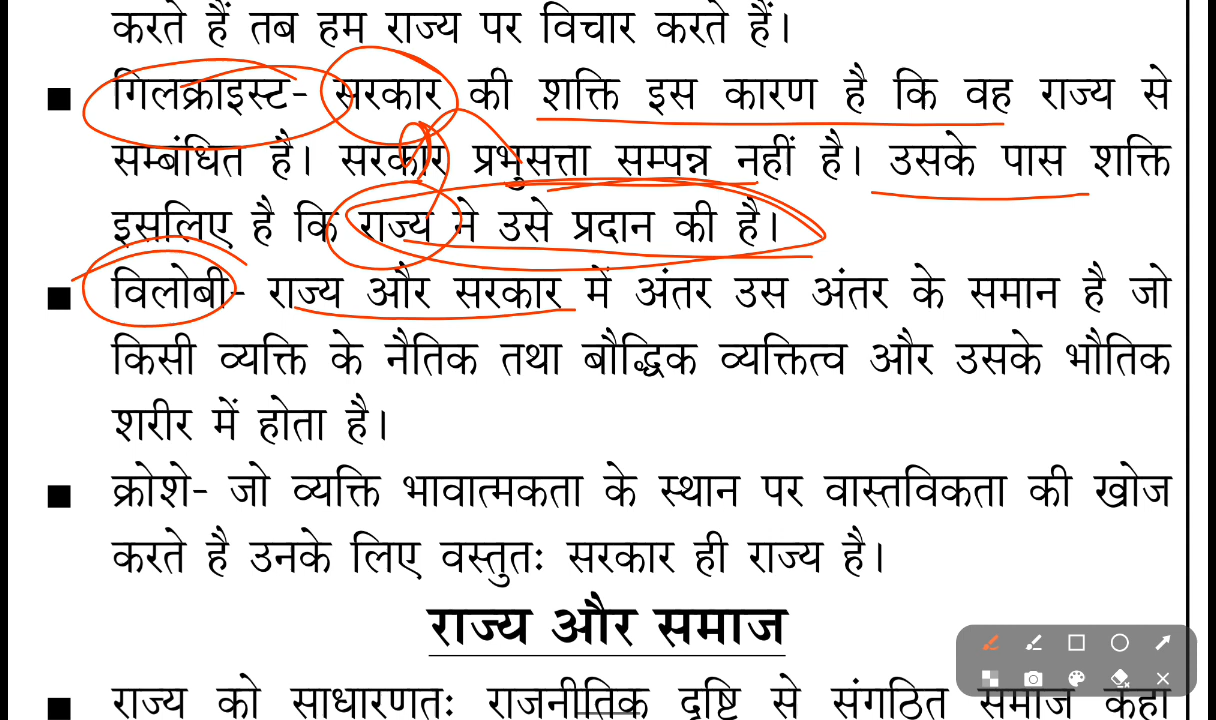 करते हैं तब हम राज्य पर विचार करते हैं।
■ गिलक्राइस्ट- सरकार की शक्ति इस कारण है कि वह राज्य से
सम्बंधित है। सरकार प्रभुसत्ता सम्पन्न नहीं है। उसके पास शक्ति
इसलिए है कि राज्य ने उसे प्रदान की है।
■ विलोबी- राज्य और सरकार में अंतर उस अंतर के समान है जो
किसी व्यक्ति के नैतिक तथा बौद्धिक व्यक्तित्व और उसके भौतिक
शरीर में होता है।
■ क्रोशे- जो व्यक्ति भावात्मकता के स्थान पर वास्तविकता की खोज
करते है उनके लिए वस्तुतः सरकार ही राज्य है।
राज्य और समाज
■ राज्य को साधारणतः राजनीतिक दृष्टि से संगठित समाज कहा